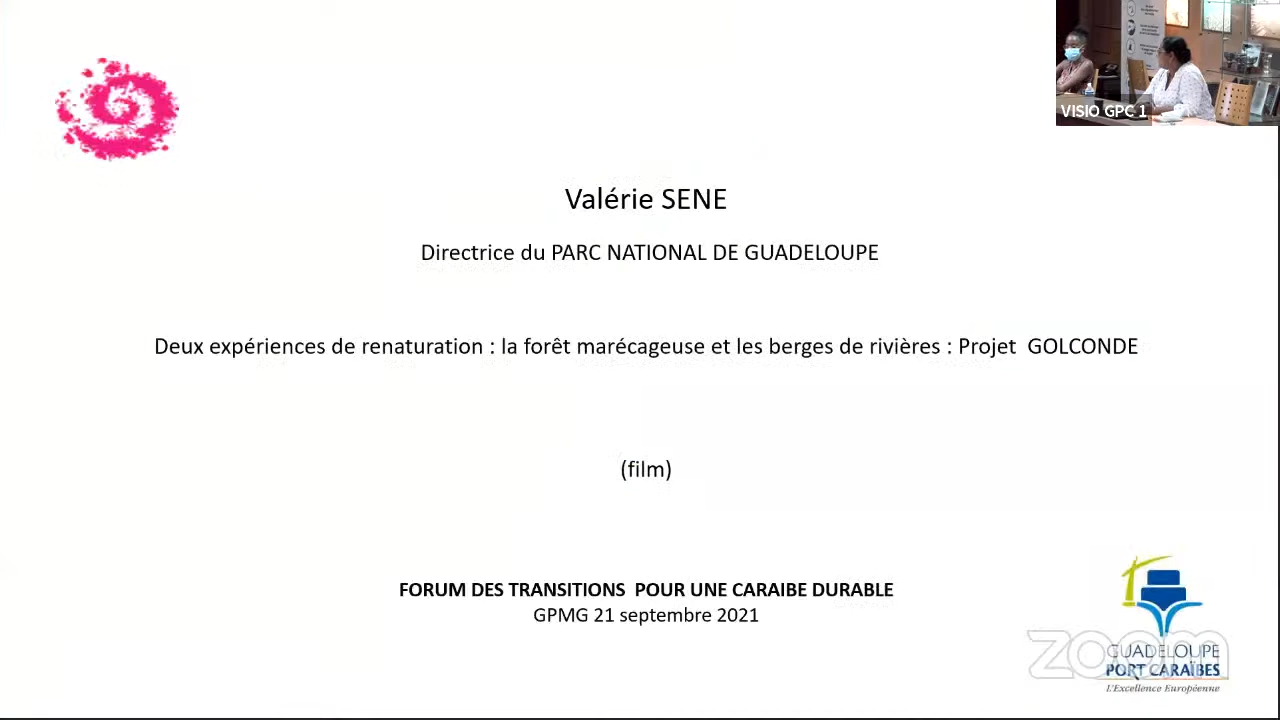 VISIO GPC 1
Valérie SENE
Directrice du PARC NATIONAL DE GUADELOUPE
Deux expériences de renaturation : la forêt marécageuse et les berges de rivières : Projet GOLCONDE
(film)
FORUM DES TRANSITIONS POUR UNE CARAIBE DURABLE
GPMG 21 septembre 2021
zoom
GUADELOUPE
PORT CARAÏBES
L'Excellence Européenne